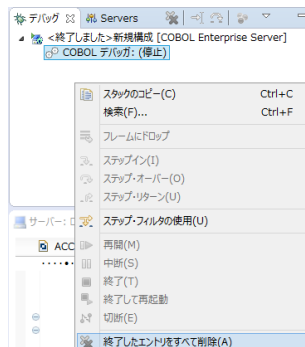 デバッグ Servers
<終了しました>新規構成 [COBOL Enterprise Server]
COBOL デバッガ: (停止)
スタックのコピー(C) Ctrl+C
検索(F)... Ctrl+F
フレームにドロップ
ステップイン(I)
ステップ・オーバー(O)
ステップ・リターン(U)
サーバー:
ステップ・フィルタの使用(U)
ACC
再開(M)
中断(S)
終了(T)
終了して再起動
切断(E)
終了したエントリをすべて削除(A)